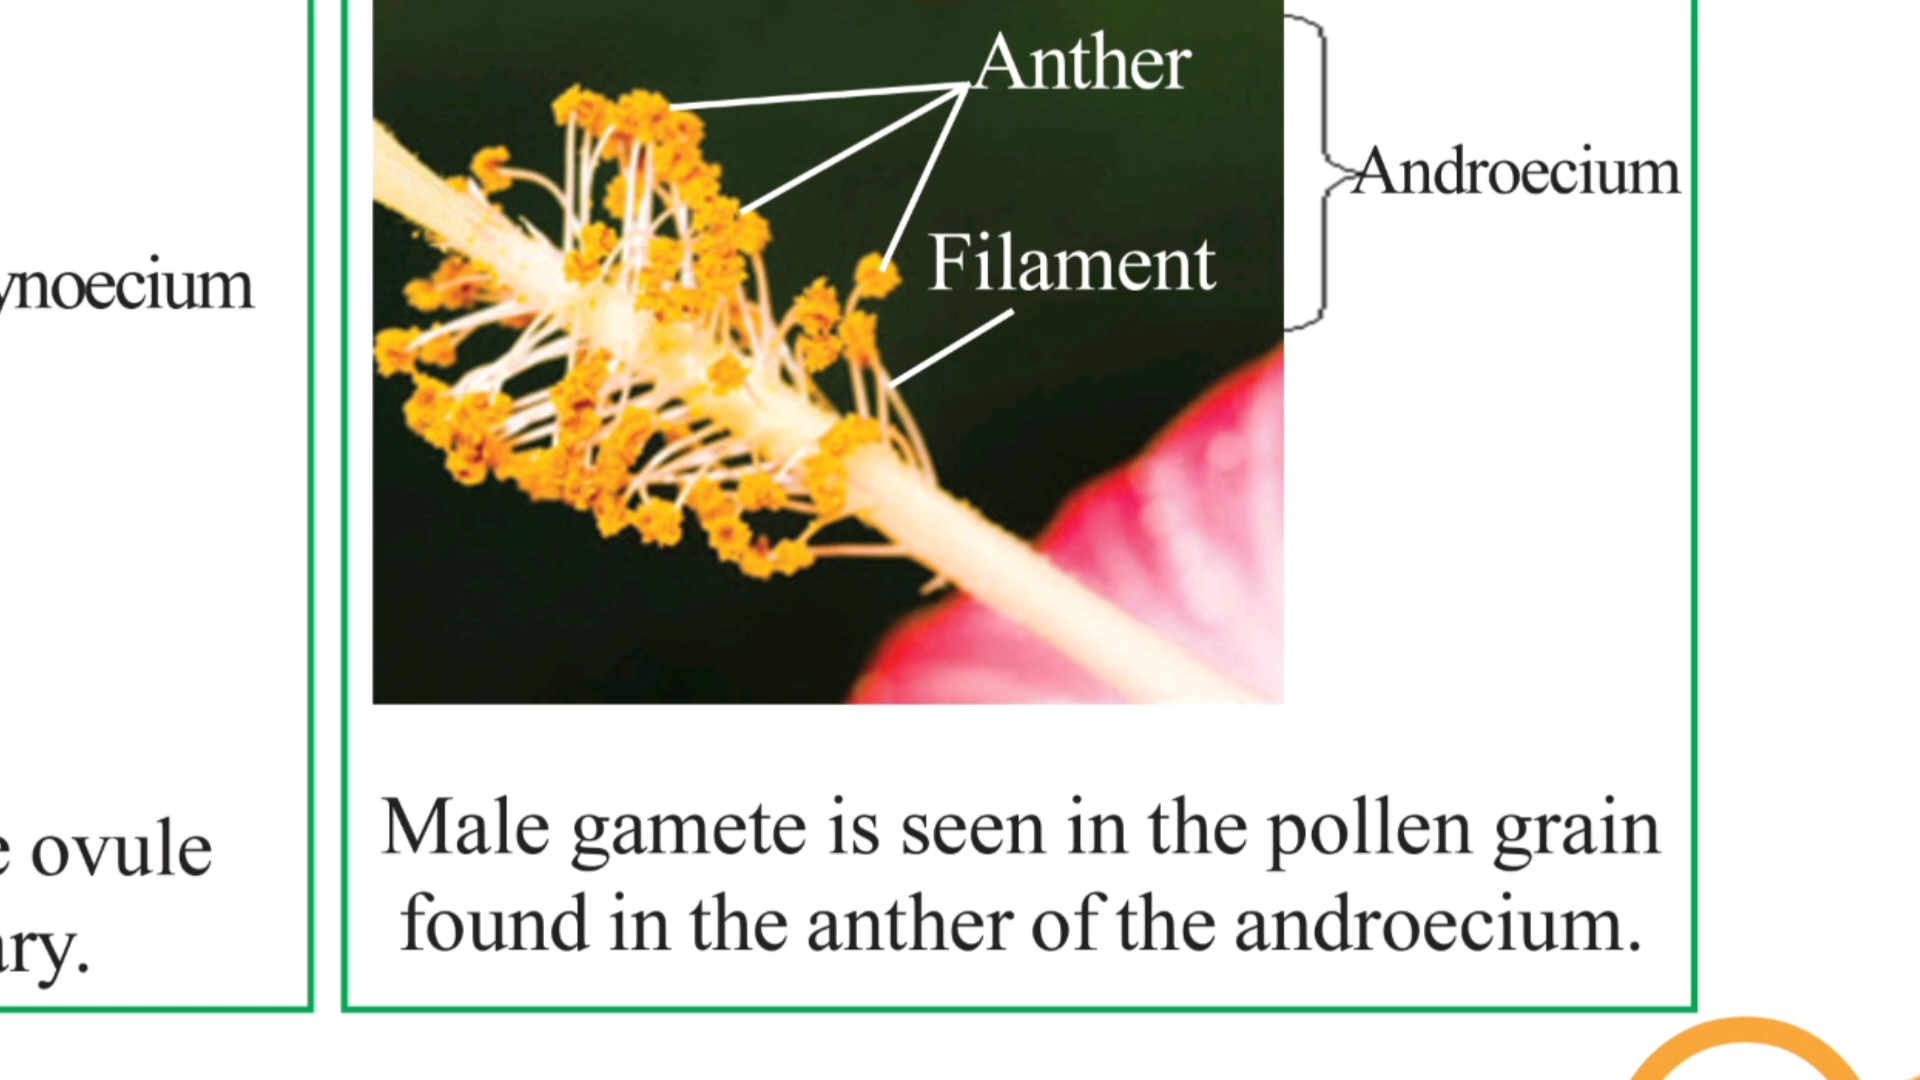 ynoecium
ovule
ary.
Anther
Filament
Androecium
Male gamete is seen in the pollen grain
found in the anther of the androecium.